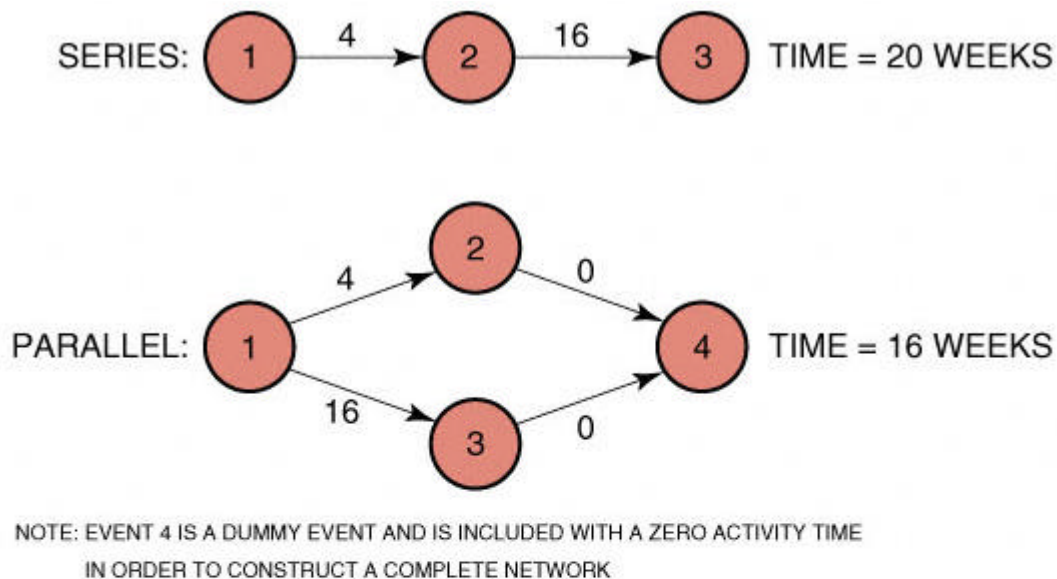 SERIES: 1 4 2 16 3 TIME = 20 WEEKS
2
4 0
PARALLEL: 1 4 TIME = 16 WEEKS
16 0
3
NOTE: EVENT 4 IS A DUMMY EVENT AND IS INCLUDED WITH A ZERO ACTIVITY TIME
IN ORDER TO CONSTRUCT A COMPLETE NETWORK